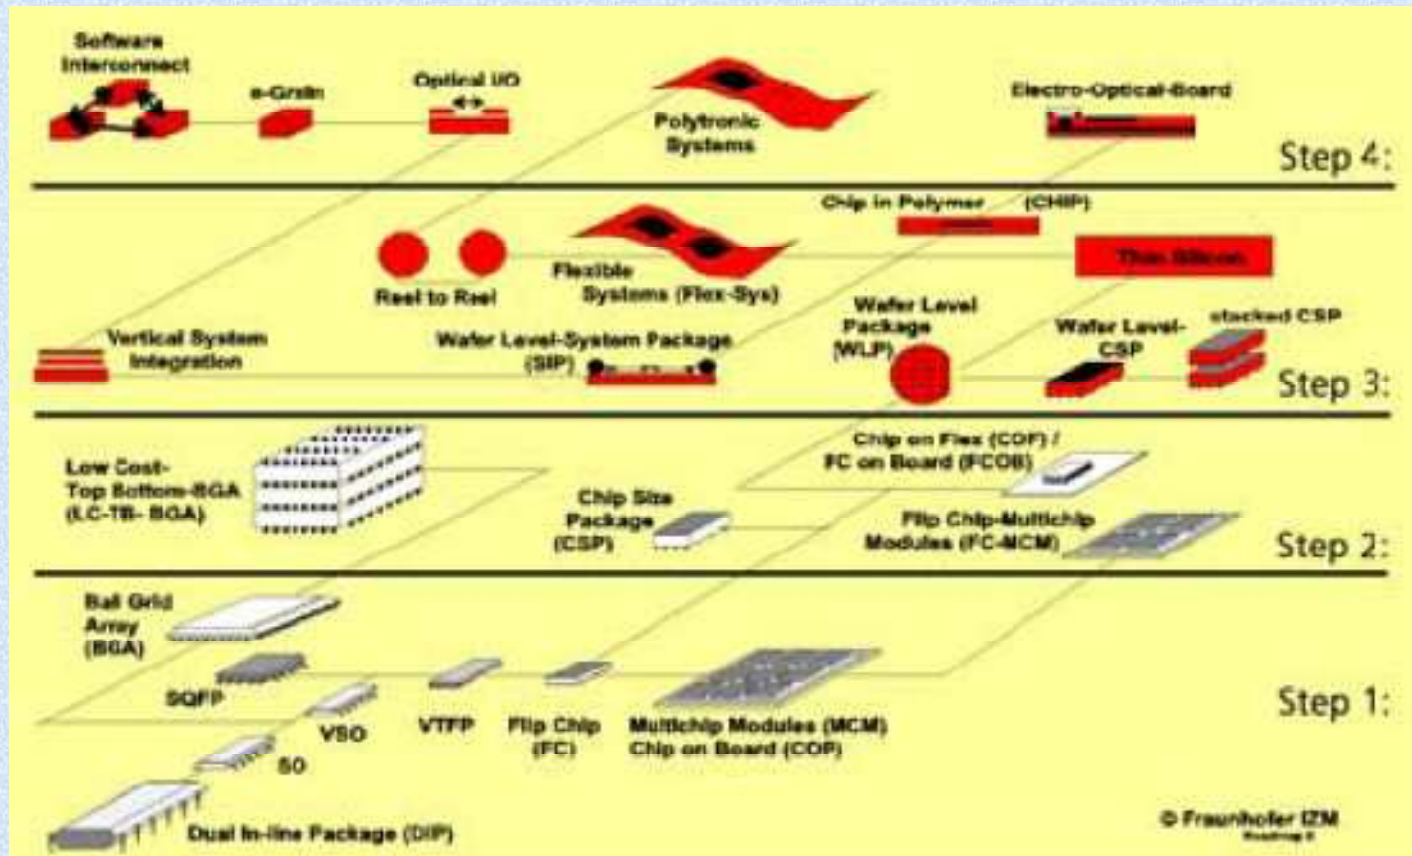 Software
Interconnect
e-Grain
Optical I/O
Polytronic
Systems
Electro-Optical-Board
Step 4:
Chip in Polymer (CHIP)
Reel to Reel
Flexible
Systems (Flex-Sys)
Thin Silicon
Vertical System
Integration
Wafer Level-System Package
(SIP)
Wafer Level
Package
(WLP)
Wafer Level-
CSP
stacked CSP
Step 3:
Low Cost-
Top Bottom-BGA
(LC-TB- BGA)
Chip Size
Package
(CSP)
Chip on Flex (COF) /
FC on Board (FCOB)
Flip Chip-Multichip
Modules (FC-MCM)
Step 2:
Ball Grid
Array
(BGA)
SQFP
VSO
SO
VTFP
Flip Chip
(FC)
Multichip Modules (MCM)
Chip on Board (COP)
Step 1:
Dual In-line Package (DIP)
© Fraunhofer IZM